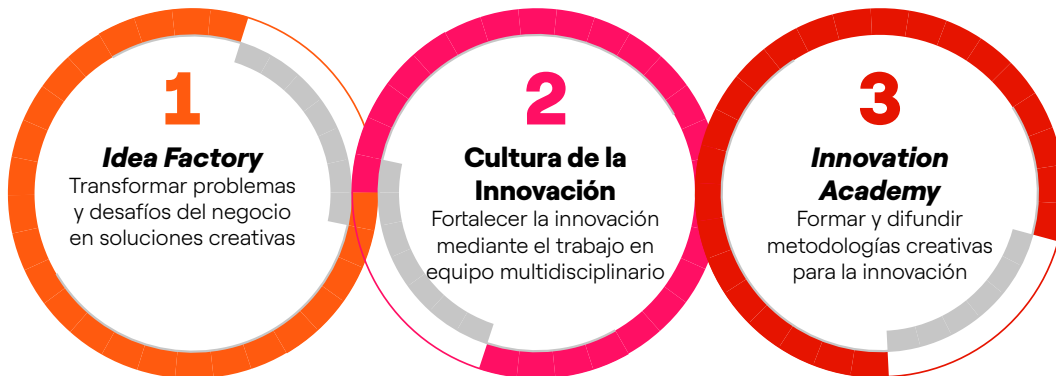 1
Idea Factory
Transformar problemas
y desafíos del negocio
en soluciones creativas
2
Cultura de la
Innovación
Fortalecer la innovación
mediante el trabajo en
equipo multidisciplinario
3
Innovation
Academy
Formar y difundir
metodologías creativas
para la innovación